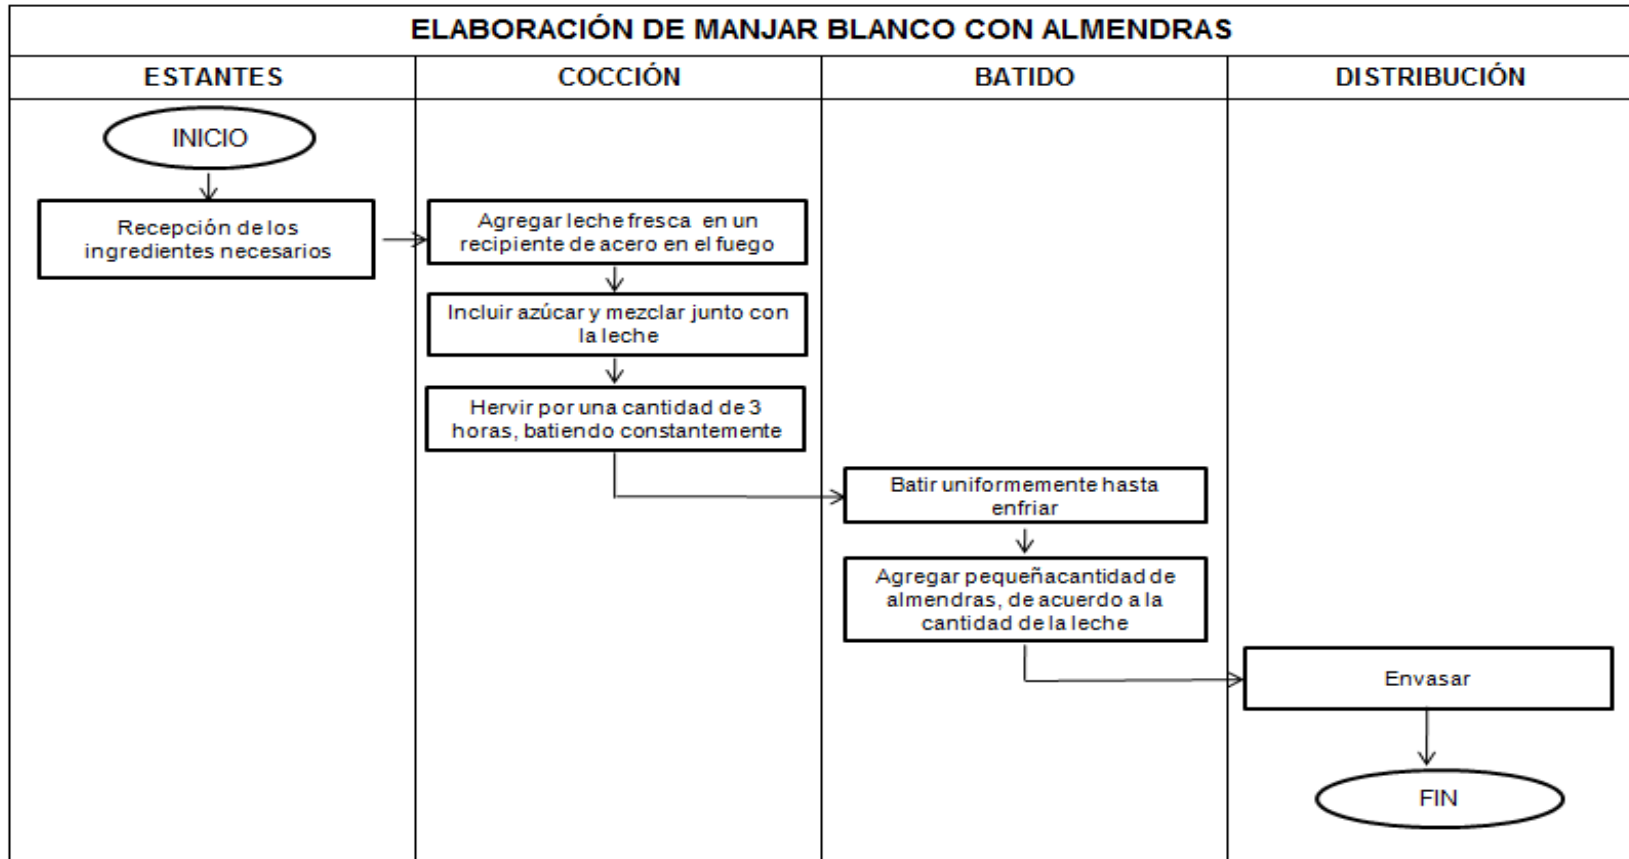 ELABORACIÓN DE MANJAR BLANCO CON ALMENDRAS
ESTANTES
COCCIÓN
BATIDO
DISTRIBUCIÓN
INICIO
Recepción de los
ingredientes necesarios
Agregar leche fresca en un
recipiente de acero en el fuego
Incluir azúcar y mezclar junto con
la leche
Hervir por una cantidad de 3
horas, batiendo constantemente
Batir uniformemente hasta
enfriar
Agregar pequeñacantidad de
almendras, de acuerdo a la
cantidad de la leche
Envasar
FIN